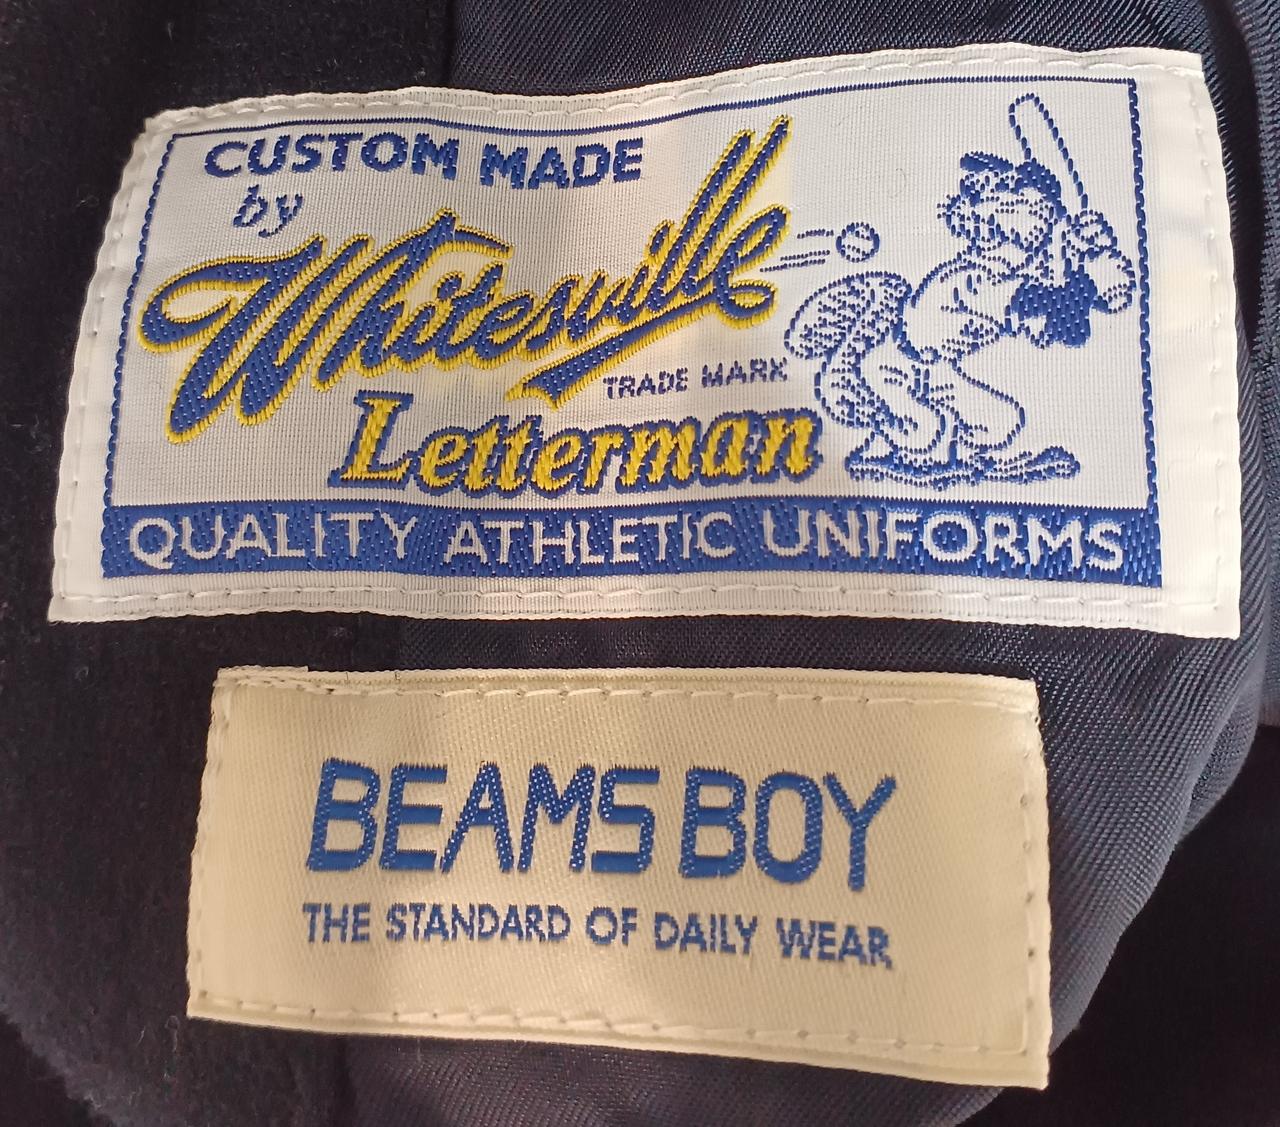 CUSTOM MADE
by
Whitesville
TRADE MARK
Letterman
QUALITY ATHLETIC UNIFORMS
BEAMS BOY
THE STANDARD OF DAILY WEAR